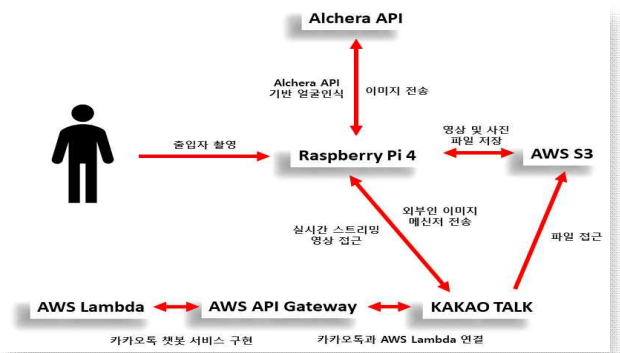 Alchera API
Alchera API
기반 얼굴인식
이미지 전송
출입자 촬영
Raspberry Pi 4
영상 및 사진
파일 저장
AWS S3
실시간 스트리밍
영상 접근
외부인 이미지
메신저 전송
파일 접근
AWS Lambda
AWS API Gateway
KAKAO TALK
카카오톡 챗봇 서비스 구현
카카오톡과 AWS Lambda 연결